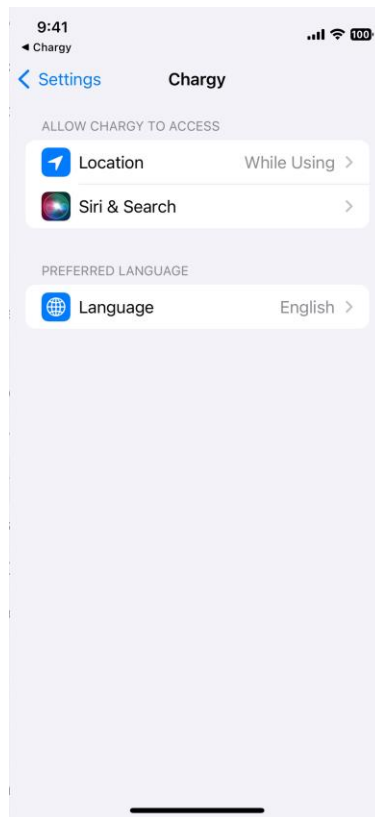 9:41
100
◀ Chargy
Settings
Chargy
ALLOW CHARGY TO ACCESS
Location While Using
Siri & Search
PREFERRED LANGUAGE
Language English